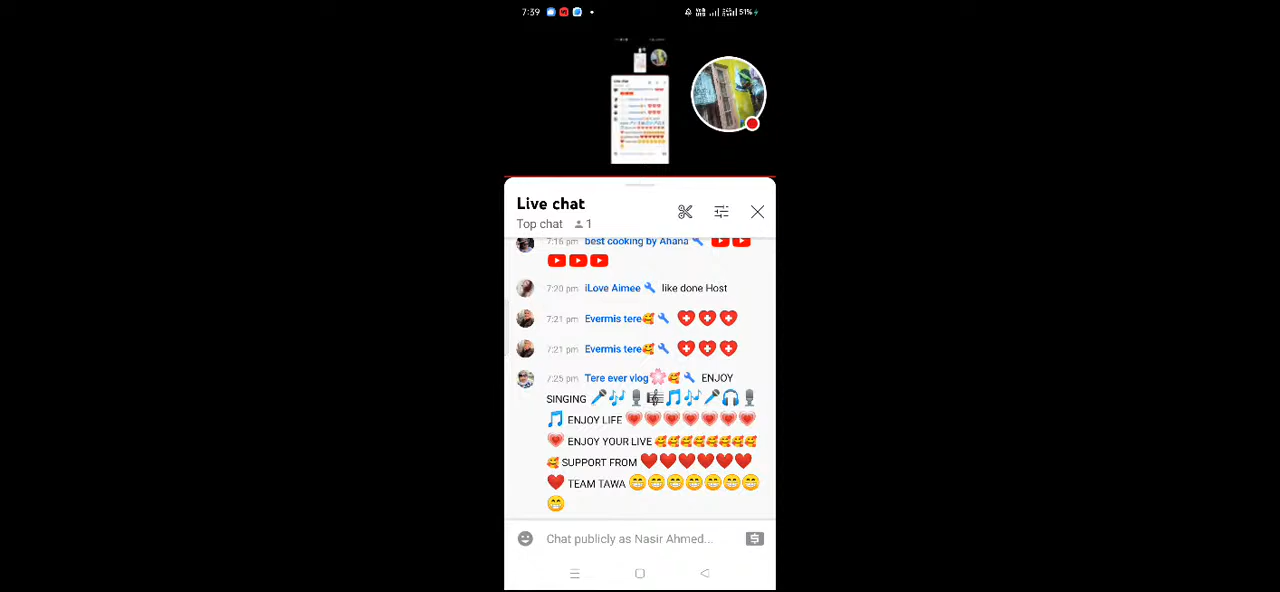 7:39
51%
Live chat
Top chat 1
7:16 pm best cooking by Ahana
7:20 pm iLove Aimee like done Host
7:21 pm Evermis tere
7:21 pm Evermis tere
7:25 pm Tere ever vlog ENJOY
SINGING
ENJOY LIFE
ENJOY YOUR LIVE
SUPPORT FROM
TEAM TAWA
Chat publicly as Nasir Ahmed...